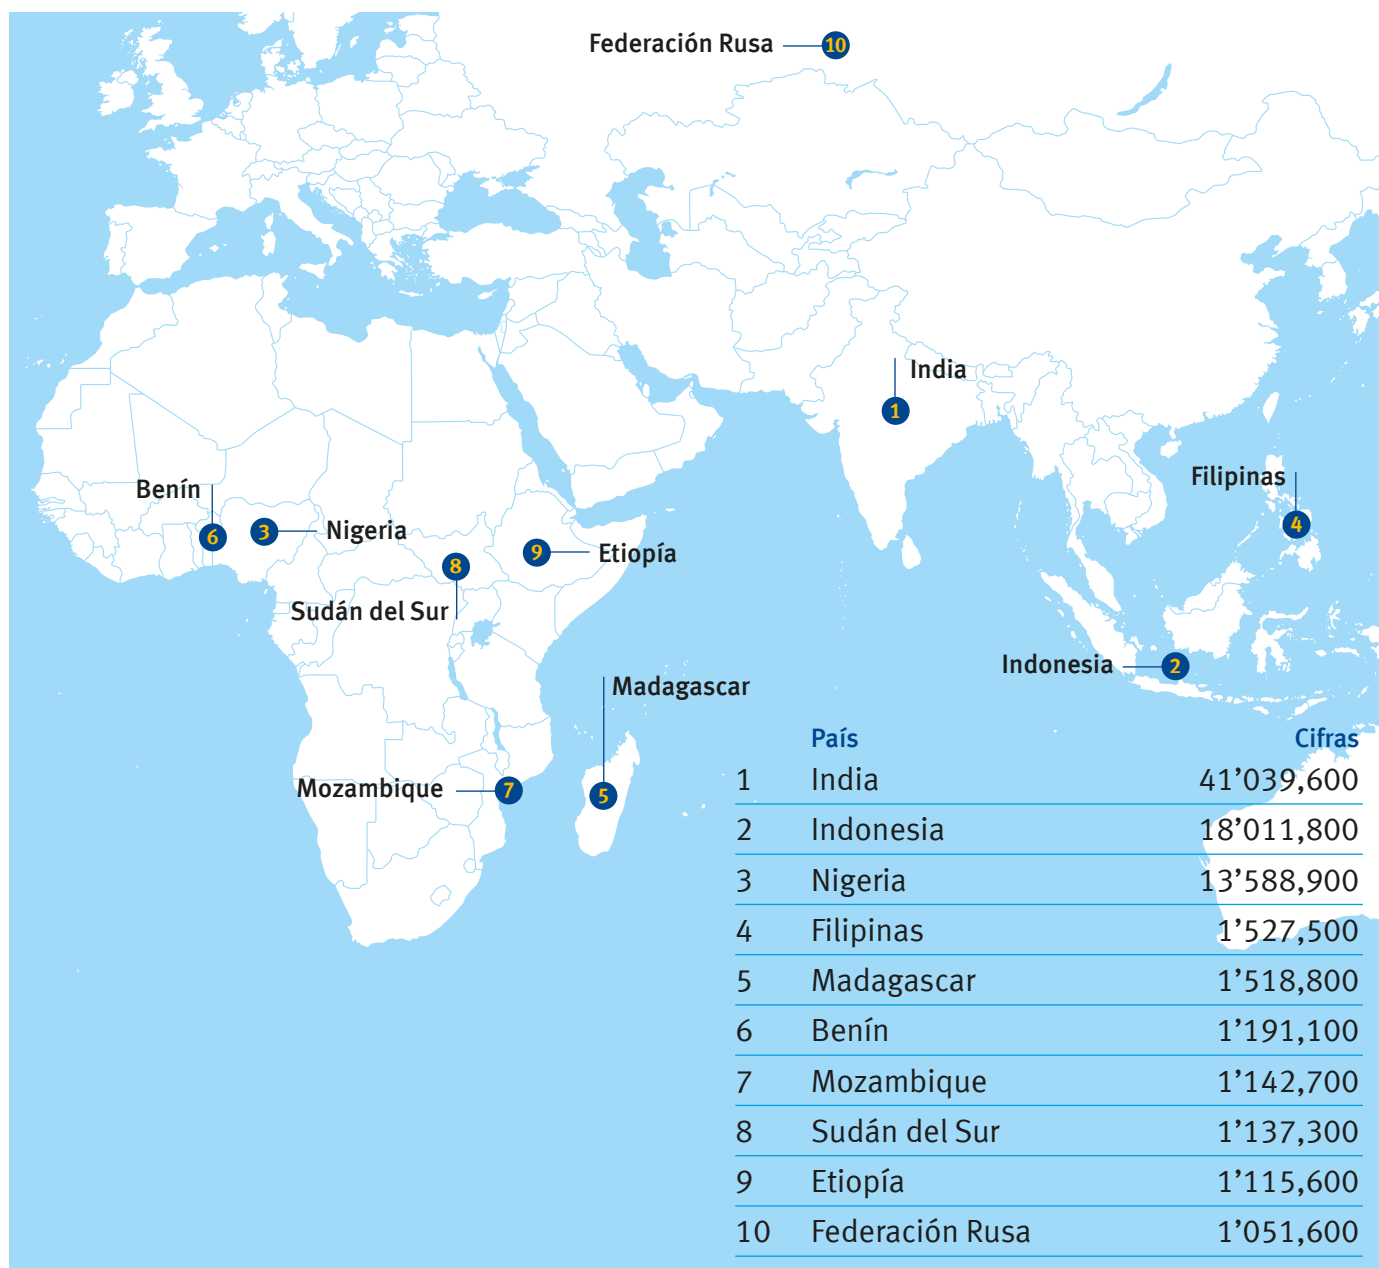 Federación Rusa
10
India
1
Filipinas
4
Benín
6
3
Nigeria
9
Etiopía
8
Sudán del Sur
Indonesia
2
Madagascar
5
Mozambique
7
País Cifras
1 India 41’039,600
2 Indonesia 18’011,800
3 Nigeria 13’588,900
4 Filipinas 1’527,500
5 Madagascar 1’518,800
6 Benín 1’191,100
7 Mozambique 1’142,700
8 Sudán del Sur 1’137,300
9 Etiopía 1’115,600
10 Federación Rusa 1’051,600